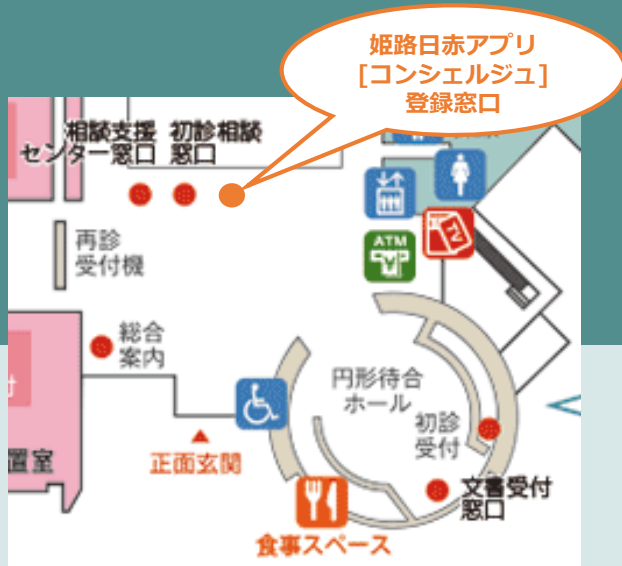 姫路日赤アプリ
[コンシェルジュ]
登録窓口
相談支援
センター窓口
初診相談
窓口
ATM
TV
再診
受付機
総合
案内
円形待合
ホール
初診
受付
置室
正面玄関
文書受付
窓口
食事スペース